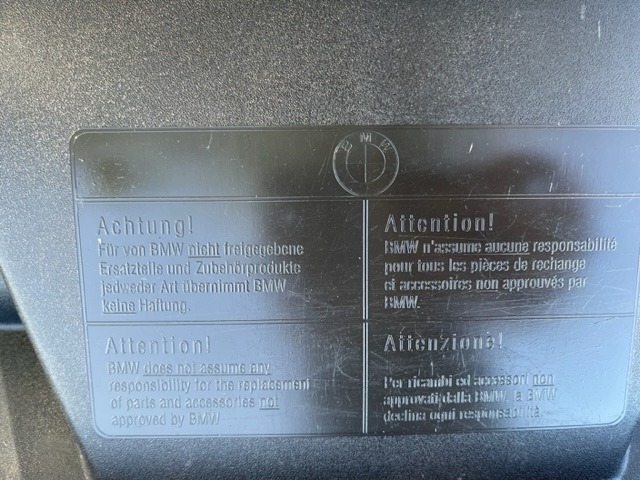 BMW
Achtung!
Für von BMW nicht freigegebene
Ersatzteile und Zubehörprodukte
jedweder Art übernimmt BMW
keine Haftung.
Attention!
BMW n'assume aucune responsabilité
pour tous les pièces de rechange
et accessoires non approuvés par
BMW.
Attention!
BMW does not assume any
responsibility for the replacement
of parts and accessories not
approved by BMW
Attenzione!
Per ricambi ed accessori non
approvati dalla BMW, la BMW
declina ogni responsabilità.